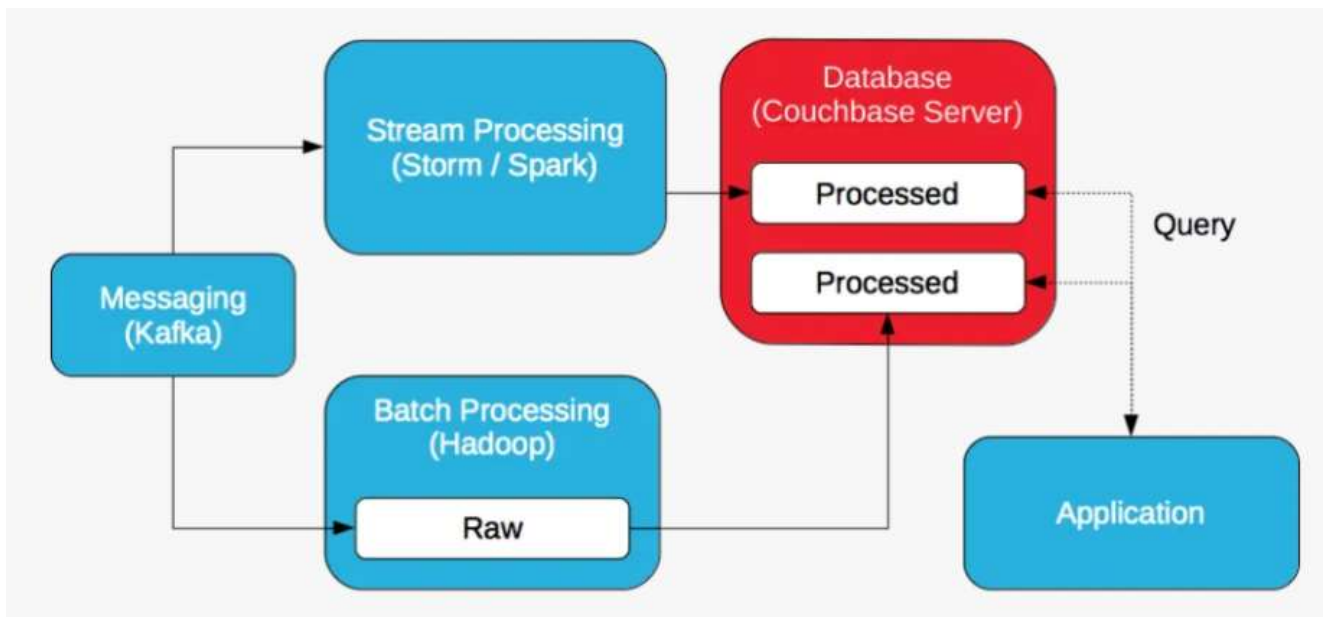 Stream Processing
(Storm / Spark)
Database
(Couchbase Server)
Processed
Processed
Query
Messaging
(Kafka)
Batch Processing
(Hadoop)
Raw
Application